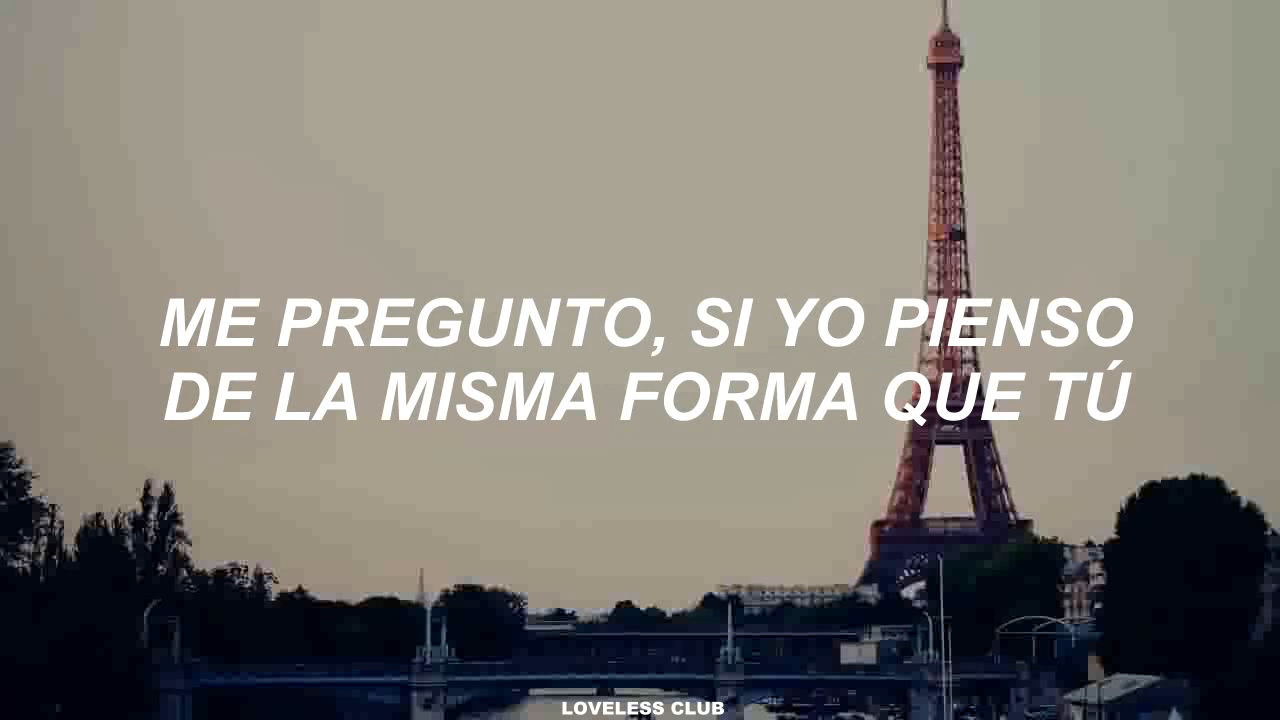 ME PREGUNTO, SI YO PIENSO
DE LA MISMA FORMA QUE TÚ
LOVELESS CLUB